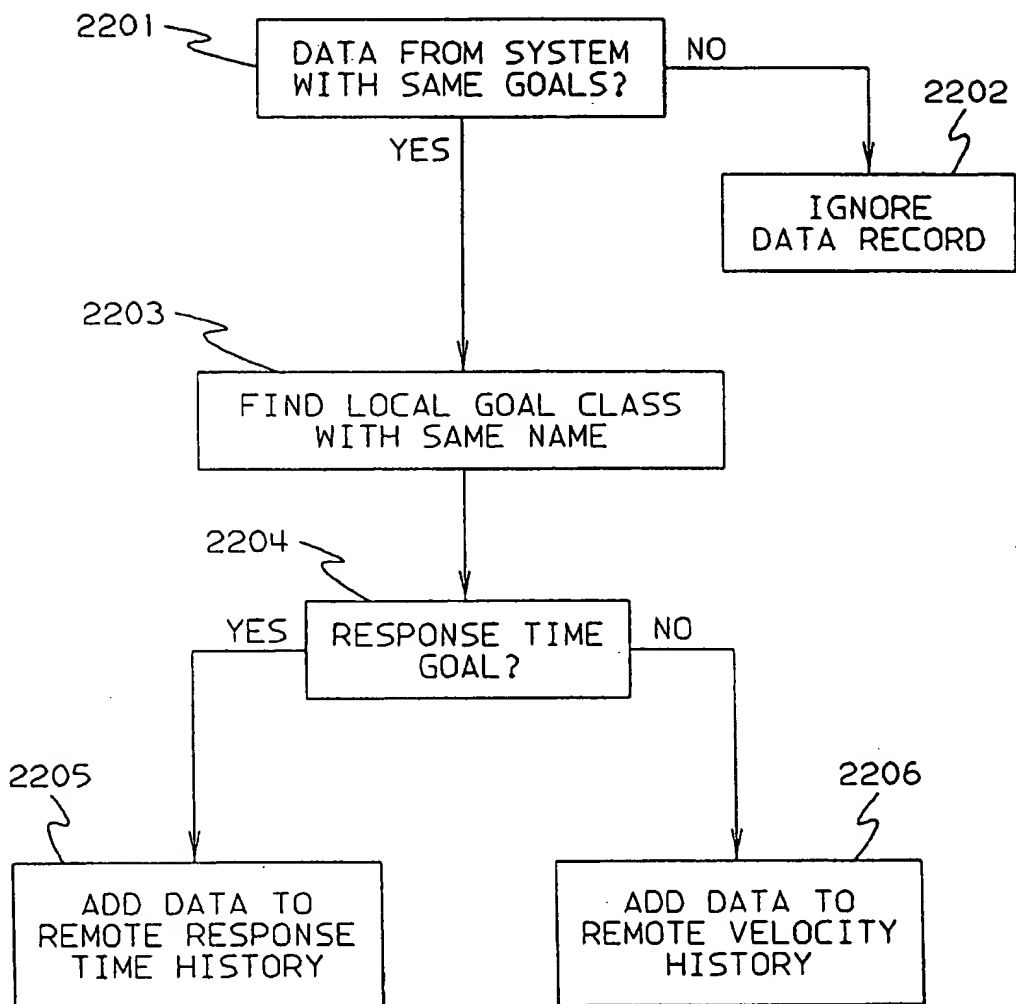 2201
DATA FROM SYSTEM
WITH SAME GOALS?
NO
YES
2202
IGNORE
DATA RECORD
2203
FIND LOCAL GOAL CLASS
WITH SAME NAME
2204
YES
RESPONSE TIME
GOAL?
NO
2205
ADD DATA TO
REMOTE RESPONSE
TIME HISTORY
2206
ADD DATA TO
REMOTE VELOCITY
HISTORY